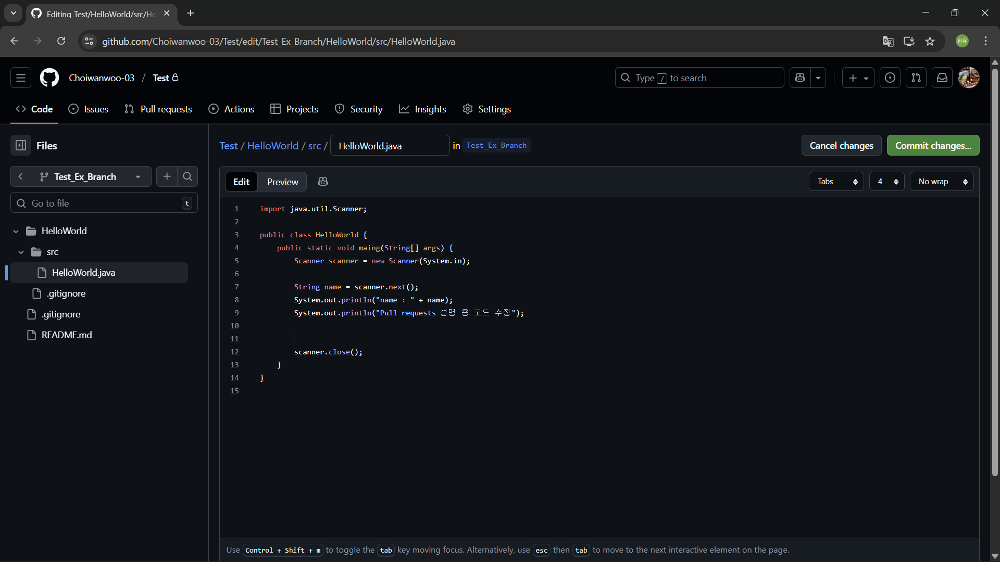 Editing Test/HelloWorld/src/He
github.com/Choiwanwoo-03/Test/edit/Test_Ex_Branch/HelloWorld/src/HelloWorld.java
완유
Choiwanwoo-03 / Test
Type / to search
Code Issues Pull requests Actions Projects Security Insights Settings
Files
Test / HelloWorld / src / HelloWorld.java in Test_Ex_Branch
Cancel changes Commit changes...
Test_Ex_Branch
Go to file t
HelloWorld
src
HelloWorld.java
.gitignore
.gitignore
README.md
Edit Preview
Tabs 4 No wrap
1 import java.util.Scanner;
2
3 public class HelloWorld {
4 public static void maing(String[] args) {
5 Scanner scanner = new Scanner(System.in);
6
7 String name = scanner.next();
8 System.out.println("name : " + name);
9 System.out.println("Pull requests 설명 용 코드 수정");
10
11
12 scanner.close();
13 }
14 }
15
Use Control + Shift + m to toggle the tab key moving focus. Alternatively, use esc then tab to move to the next interactive element on the page.